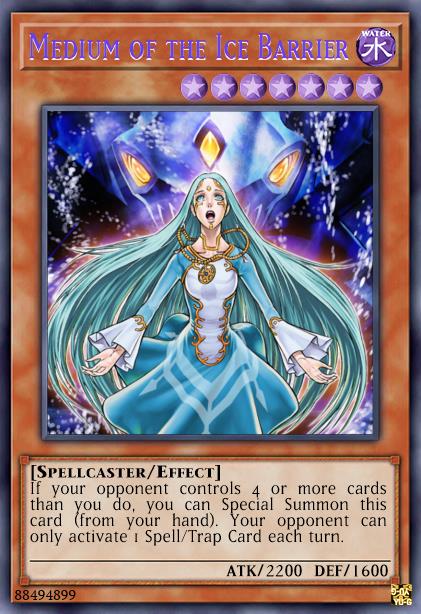 Medium of the Ice Barrier
WATER
水
[Spellcaster/Effect]
If your opponent controls 4 or more cards
than you do, you can Special Summon this
card (from your hand). Your opponent can
only activate 1 Spell/Trap Card each turn.
ATK/2200 DEF/1600
88494899